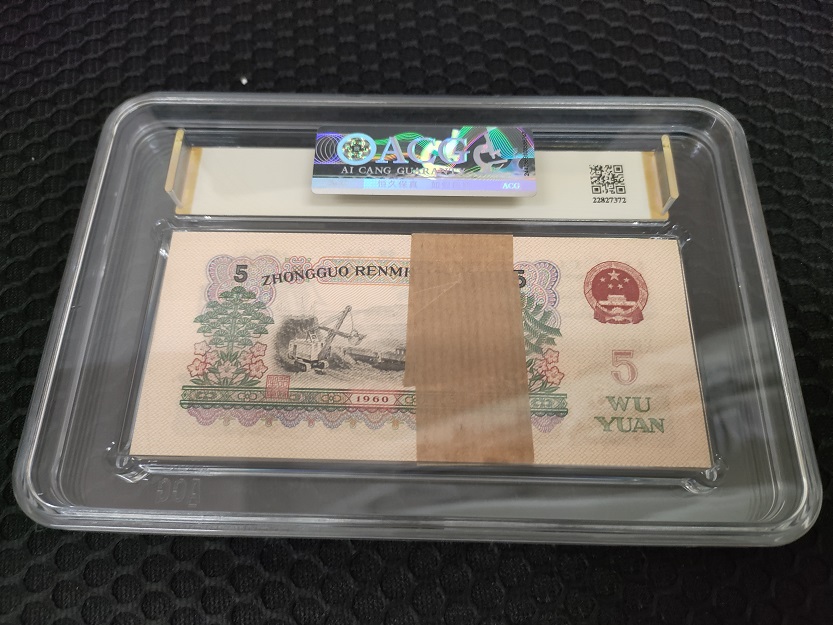 ACG
AI CANG GUARANTEE
ACG
22827372
5
ZHONGGUO RENMI
5
5
1960
WU
YUAN